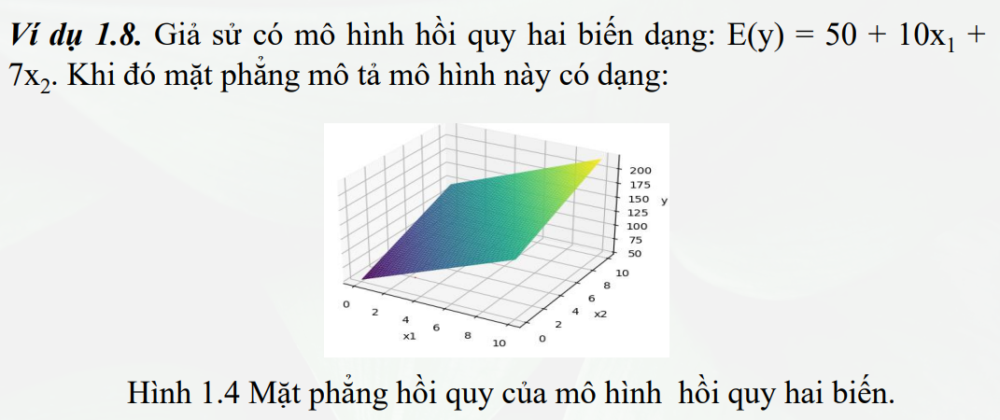 Ví dụ 1.8. Giả sử có mô hình hồi quy hai biến dạng: E(y) = 50 + 10x₁ +
7x₂. Khi đó mặt phẳng mô tả mô hình này có dạng:
200
175
150 y
125
100
75
50
10
8
6
4 x2
2
0
0
2
4
x1 6
8
10
Hình 1.4 Mặt phẳng hồi quy của mô hình hồi quy hai biến.